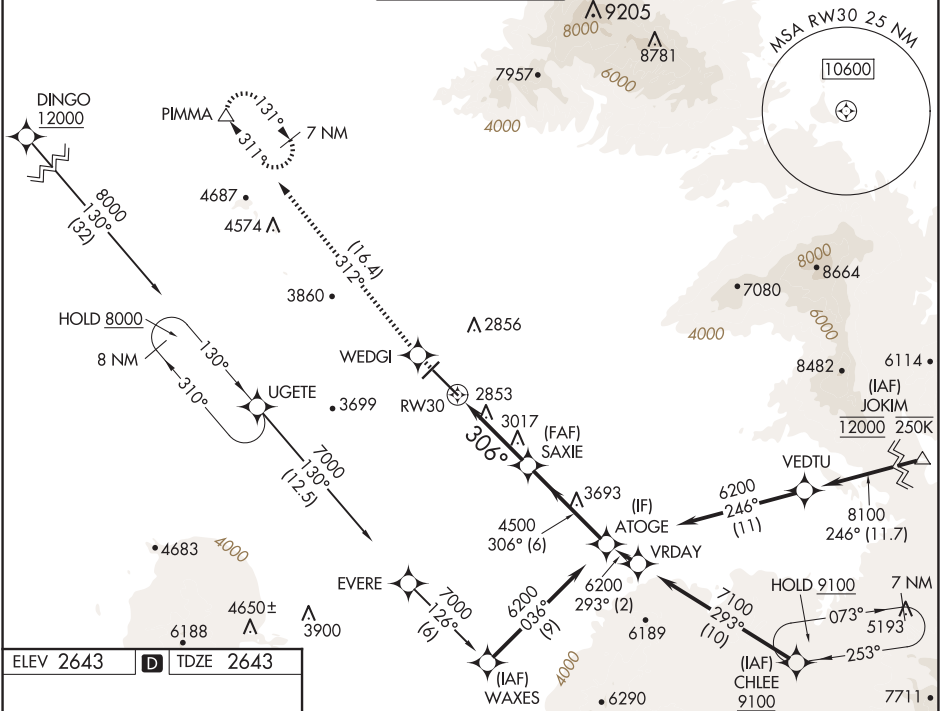 9205
8000
8781
7957
6000
4000
MSA RW30 25 NM
10600
DINGO
12000
PIMMA
131°
311°
7 NM
8000
130°
(32)
4687
4574
(16.4)
312°
3860
8000
8664
7080
6000
4000
HOLD 8000
8 NM
130°
310°
WEDGI
2856
8482
6114
UGETE
3699
RW30
2853
3017
306°
(FAF)
SAXIE
(IAF)
JOKIM
12000 250K
VEDTU
7000
130°
(12.5)
3693
(IF)
ATOGE
6200
246°
(11)
8100
246° (11.7)
4500
306° (6)
VRDAY
4683
4000
EVERE
7000
126°
(6)
6200
036°
(9)
6200
293° (2)
7100
293°
(10)
HOLD 9100
7 NM
073°
5193
253°
4650±
3900
6188
6189
4000
(IAF)
WAXES
(IAF)
CHLEE
9100
6290
7711
ELEV 2643 D TDZE 2643